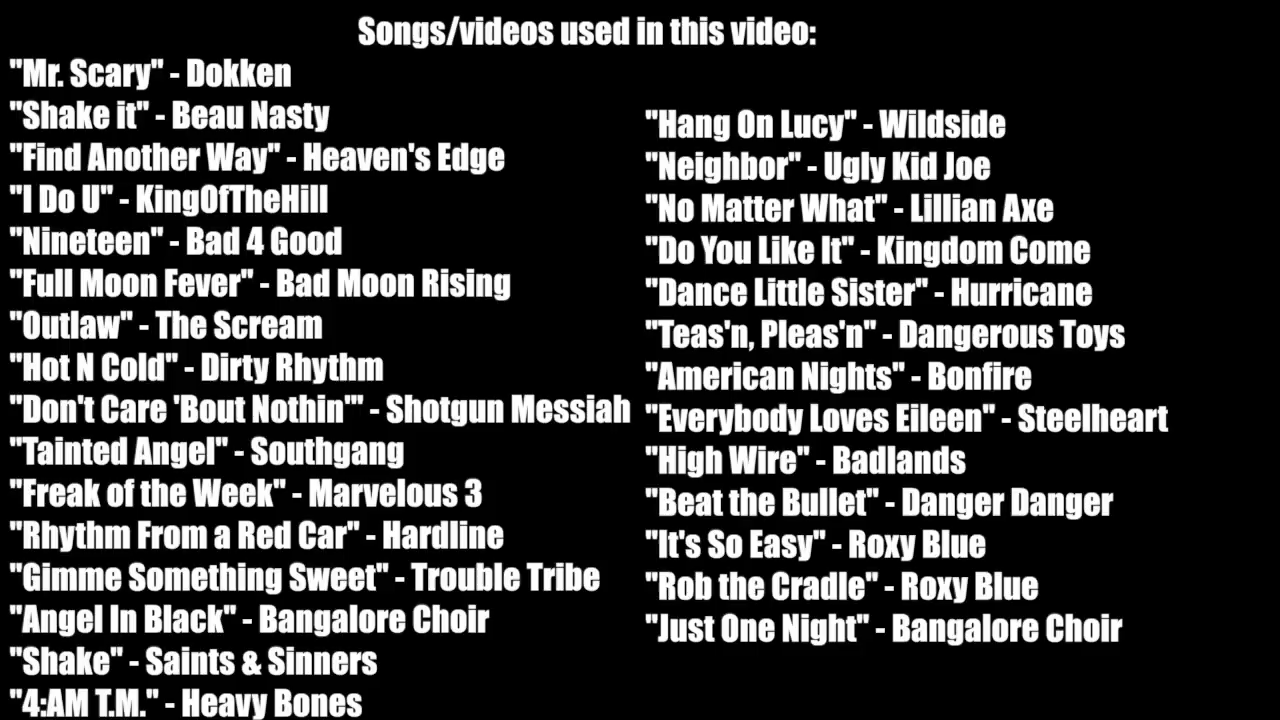 Songs/videos used in this video:
"Mr. Scary" - Dokken
"Shake it" - Beau Nasty
"Find Another Way" - Heaven's Edge
"I Do U" - KingOfTheHill
"Nineteen" - Bad 4 Good
"Full Moon Fever" - Bad Moon Rising
"Outlaw" - The Scream
"Hot N Cold" - Dirty Rhythm
"Don't Care 'Bout Nothin'" - Shotgun Messiah
"Tainted Angel" - Southgang
"Freak of the Week" - Marvelous 3
"Rhythm From a Red Car" - Hardline
"Gimme Something Sweet" - Trouble Tribe
"Angel In Black" - Bangalore Choir
"Shake" - Saints & Sinners
"4:AM T.M." - Heavy Bones
"Hang On Lucy" - Wildside
"Neighbor" - Ugly Kid Joe
"No Matter What" - Lillian Axe
"Do You Like It" - Kingdom Come
"Dance Little Sister" - Hurricane
"Teas'n, Pleas'n" - Dangerous Toys
"American Nights" - Bonfire
"Everybody Loves Eileen" - Steelheart
"High Wire" - Badlands
"Beat the Bullet" - Danger Danger
"It's So Easy" - Roxy Blue
"Rob the Cradle" - Roxy Blue
"Just One Night" - Bangalore Choir